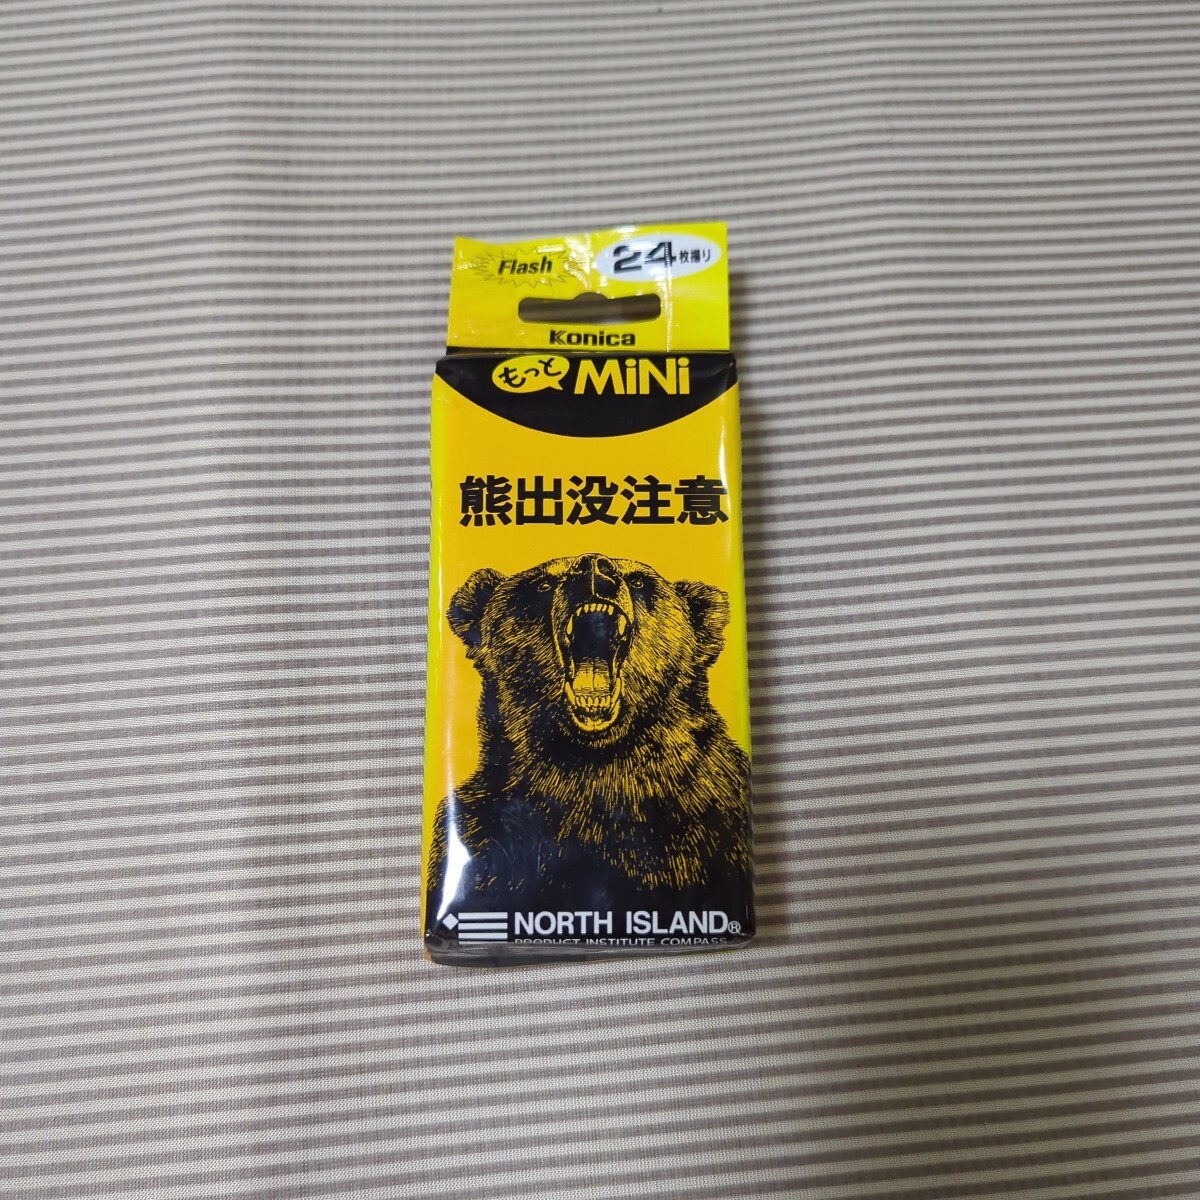 Flash
24枚撮り
Konica
もっと MiNi
熊出没注意
NORTH ISLAND®
PRODUCT INSTITUTE COMPASS